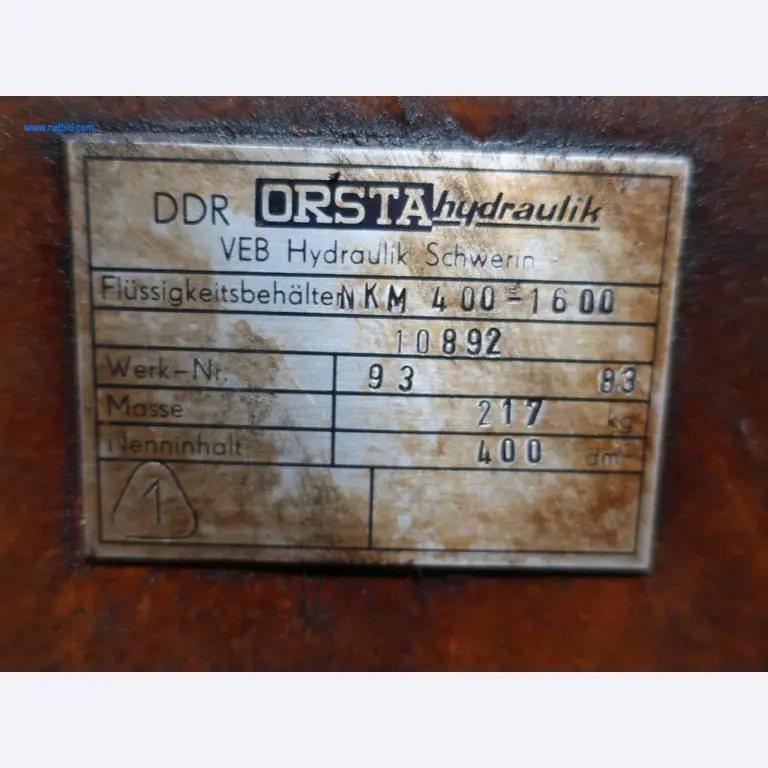 www.netbid.com
DDR ORSTA hydraulik
VEB Hydraulik Schwerin
Flüssigkeitsbehälter NKM 400-1600
10892
Werk-Nr. 93 83
Masse 217 kg
Nenninhalt 400 dm³
1